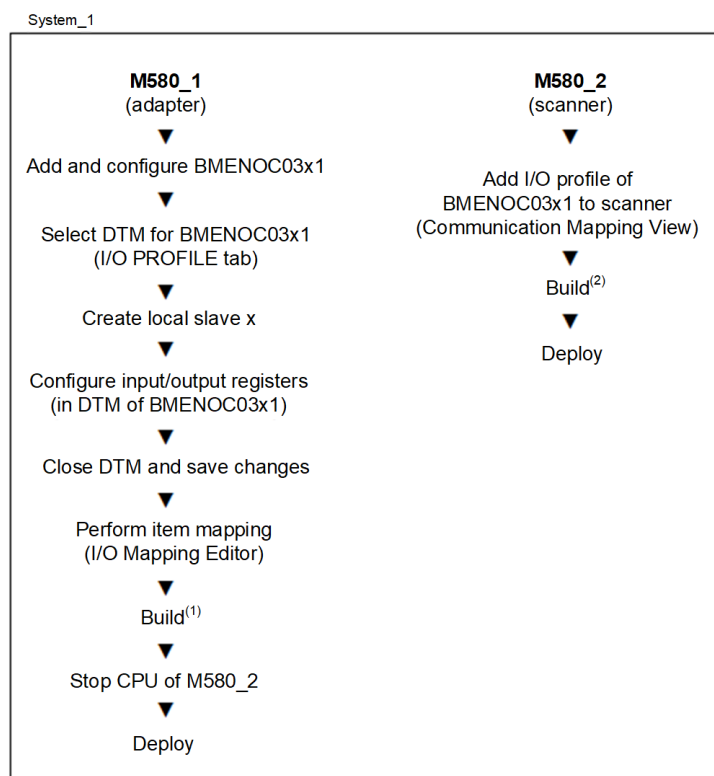 System_1
M580_1
(adapter)
Add and configure BMENOC03x1
Select DTM for BMENOC03x1
(I/O PROFILE tab)
Create local slave x
Configure input/output registers
(in DTM of BMENOC03x1)
Close DTM and save changes
Perform item mapping
(I/O Mapping Editor)
Build(1)
Stop CPU of M580_2
Deploy
M580_2
(scanner)
Add I/O profile of
BMENOC03x1 to scanner
(Communication Mapping View)
Build(2)
Deploy